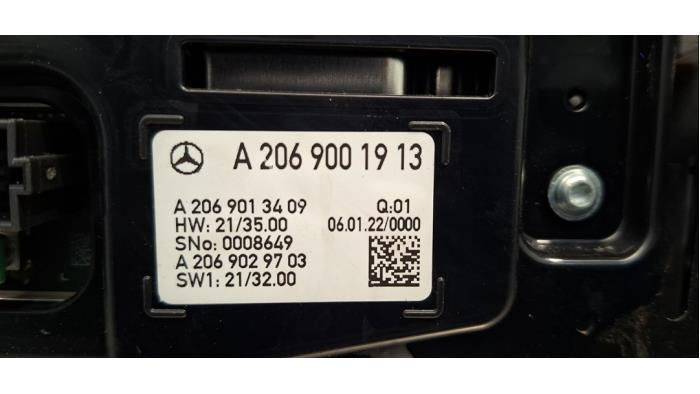 A 206 900 19 13
A 206 901 34 09 Q:01
HW: 21/35.00 06.01.22/0000
SNo: 0008649
A 206 902 97 03
SW1: 21/32.00